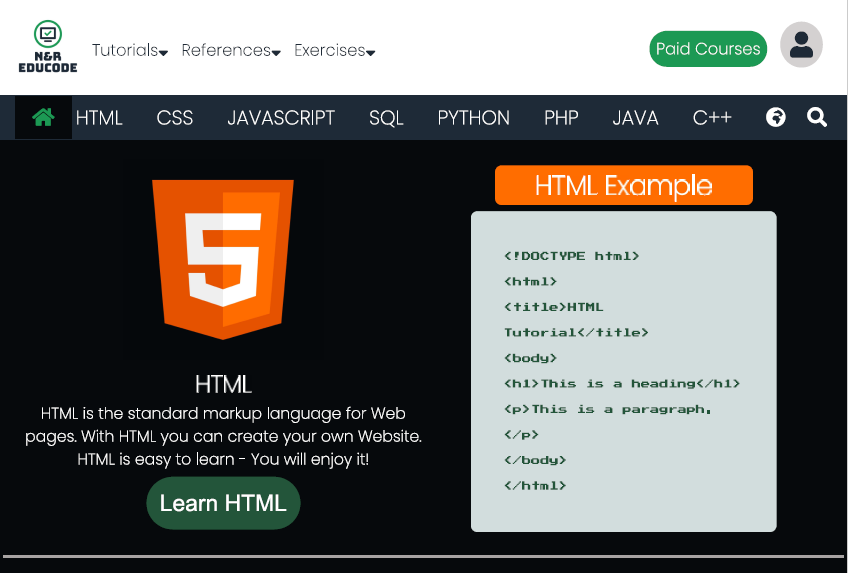 N&R
EDUCODE
Tutorials References Exercises
Paid Courses
HTML CSS JAVASCRIPT SQL PYTHON PHP JAVA C++
HTML
HTML is the standard markup language for Web
pages. With HTML you can create your own Website.
HTML is easy to learn - You will enjoy it!
Learn HTML
HTML Example
<!DOCTYPE html>
<html>
<title>HTML
Tutorial</title>
<body>
<h1>This is a heading</h1>
<p>This is a paragraph.
</p>
</body>
</html>